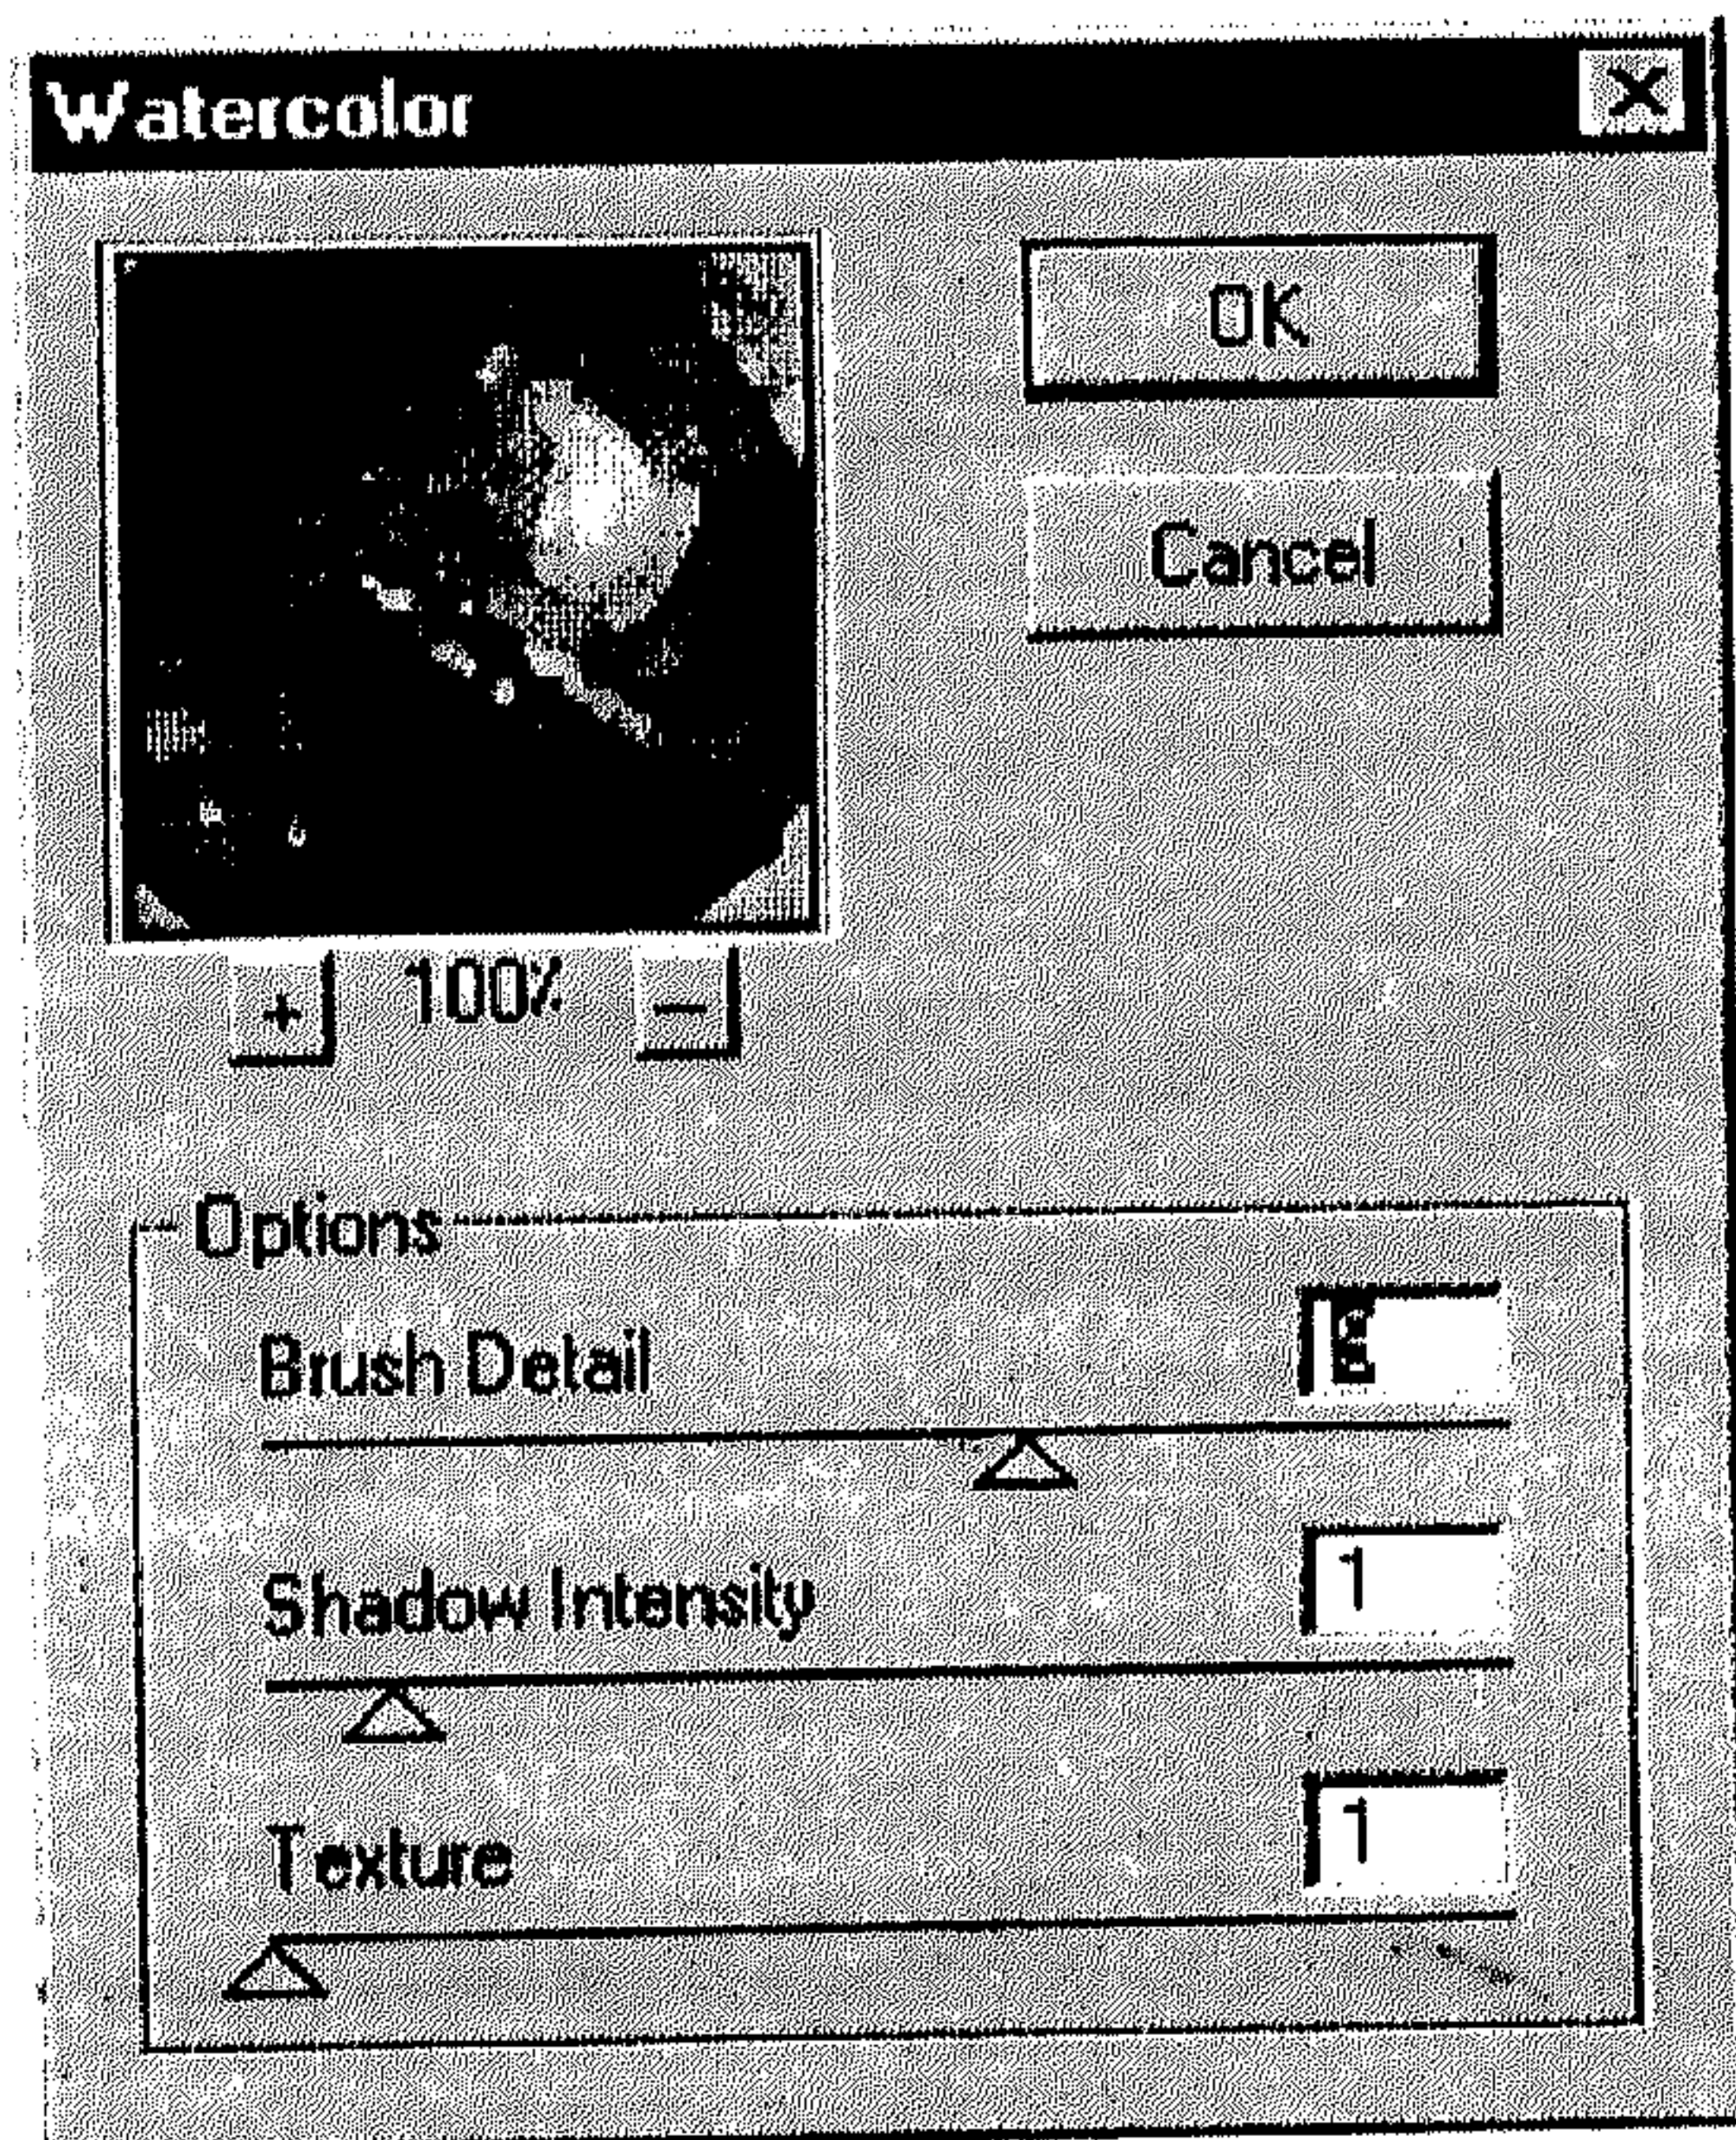 Watercolor
OK
Cancel
+ 100% −
Options
Brush Detail
Shadow Intensity 1
Texture 1